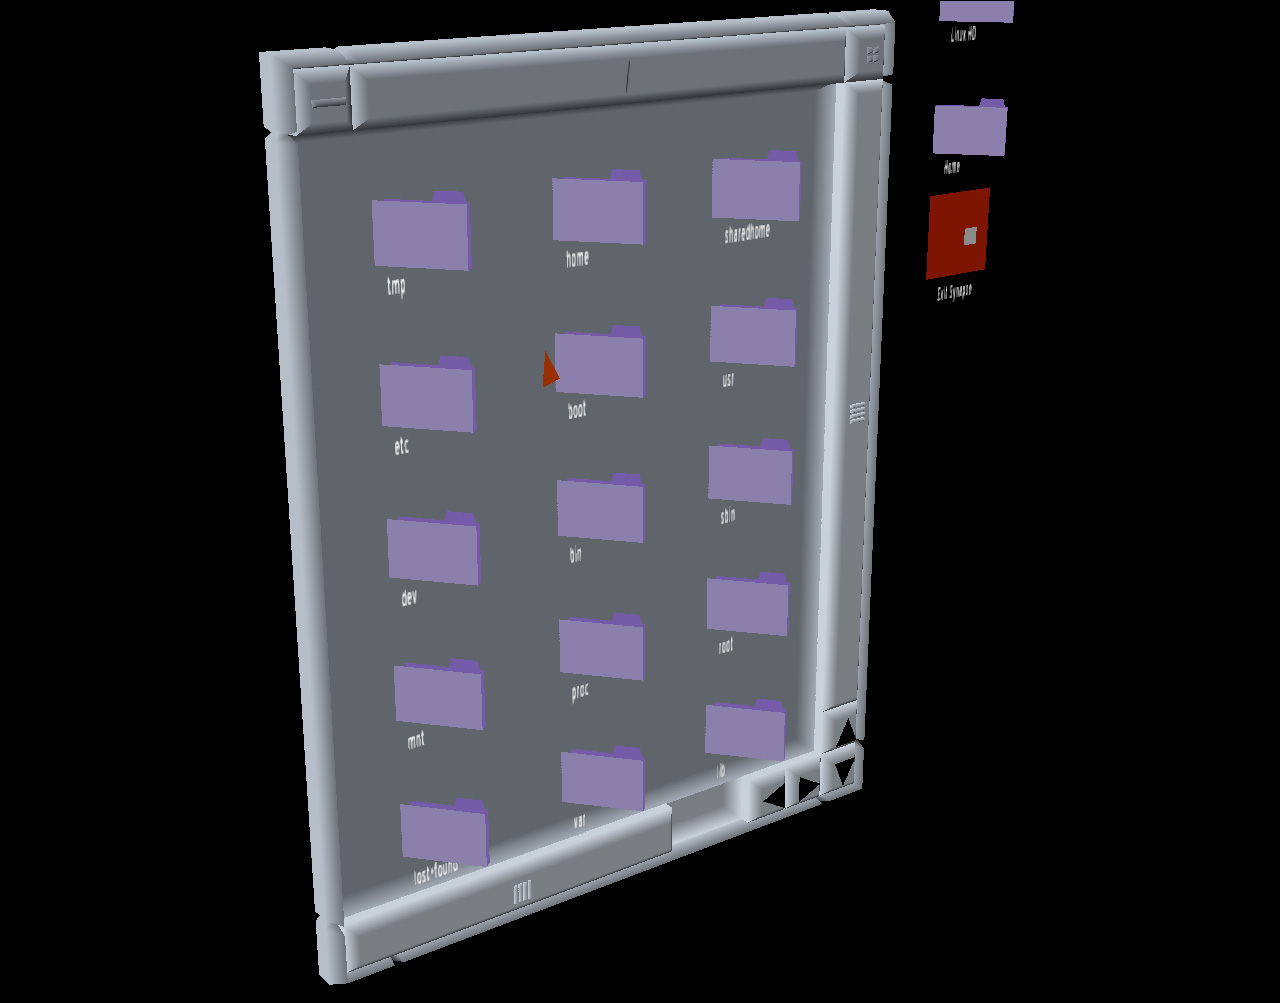 /
Linux HD
Home
Exit Synapse
tmp
home
sharedhome
etc
boot
usr
dev
bin
sbin
mnt
proc
root
lost+found
var
lib